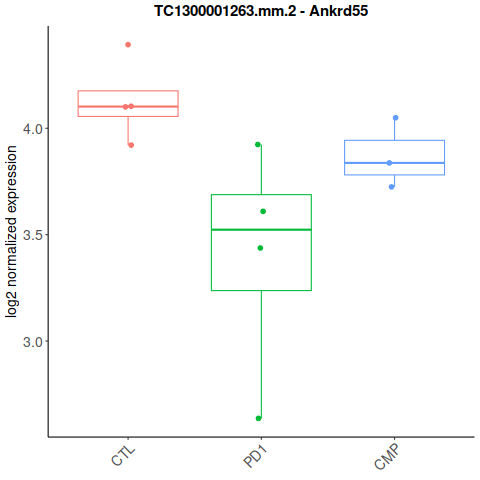 TC1300001263.mm.2 - Ankrd55
log2 normalized expression
4.0
3.5
3.0
CTL
PD1
CMP